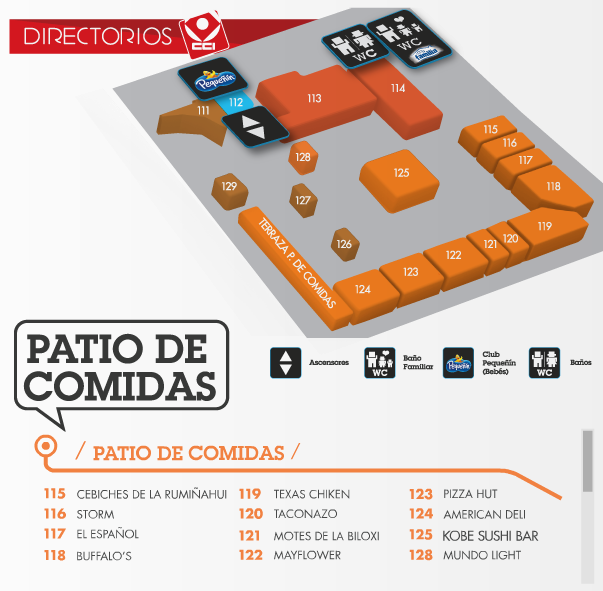 DIRECTORIOS CCI
WC
WC
familia
Pequeñín
111
112
113
114
115
116
117
118
119
120
121
122
123
124
125
126
127
128
129
TERRAZA P. DE COMIDAS
PATIO DE
COMIDAS
Ascensores
WC
Baño
Familiar
Pequeñín
Club
Pequeñín
(Bebés)
WC
Baños
/ PATIO DE COMIDAS /
115 CEBICHES DE LA RUMIÑAHUI
116 STORM
117 EL ESPAÑOL
118 BUFFALO'S
119 TEXAS CHIKEN
120 TACONAZO
121 MOTES DE LA BILOXI
122 MAYFLOWER
123 PIZZA HUT
124 AMERICAN DELI
125 KOBE SUSHI BAR
128 MUNDO LIGHT